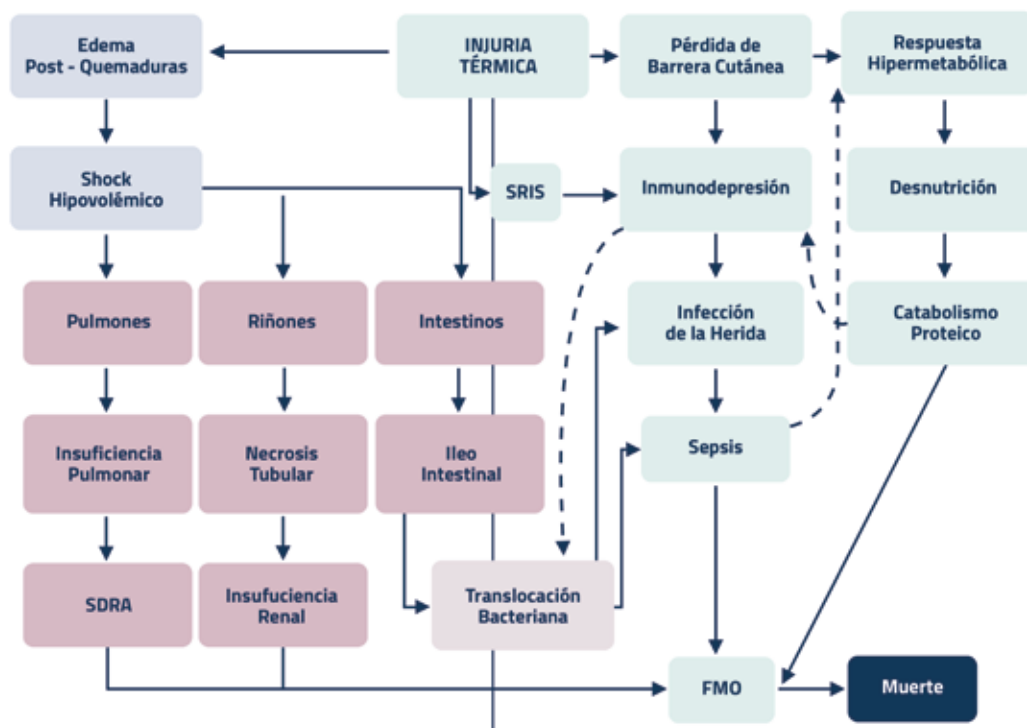 Edema
Post - Quemaduras
INJURIA
TÉRMICA
Pérdida de
Barrera Cutánea
Respuesta
Hipermetabólica
Shock
Hipovolémico
SRIS
Inmunodepresión
Desnutrición
Pulmones
Riñones
Intestinos
Infección
de la Herida
Catabolismo
Proteico
Insuficiencia
Pulmonar
Necrosis
Tubular
Ileo
Intestinal
Sepsis
SDRA
Insufuciencia
Renal
Translocación
Bacteriana
FMO
Muerte